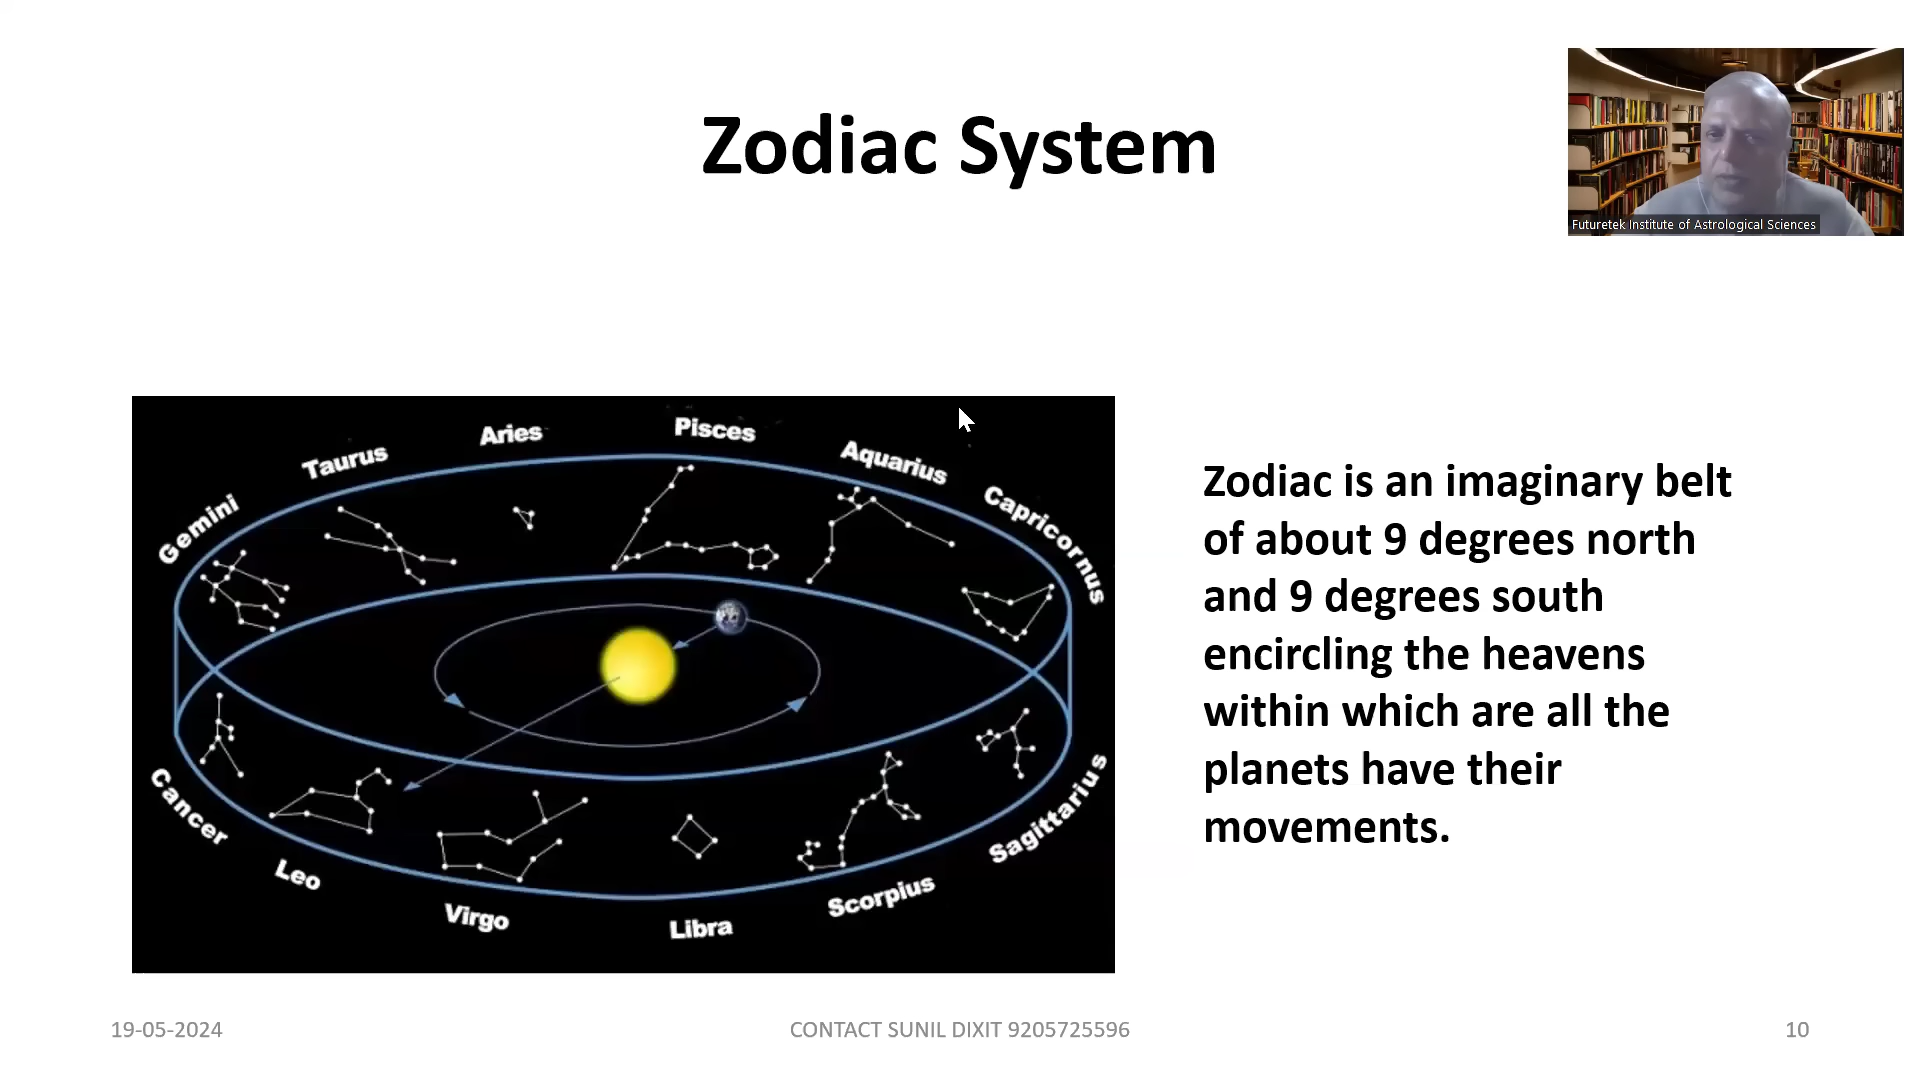 Zodiac System
Futuretek Institute of Astrological Sciences
Pisces
Aries
Aquarius
Taurus
Capricornus
Gemini
Cancer
Sagittarius
Leo
Scorpius
Virgo
Libra
Zodiac is an imaginary belt
of about 9 degrees north
and 9 degrees south
encircling the heavens
within which are all the
planets have their
movements.
19-05-2024
CONTACT SUNIL DIXIT 9205725596
10